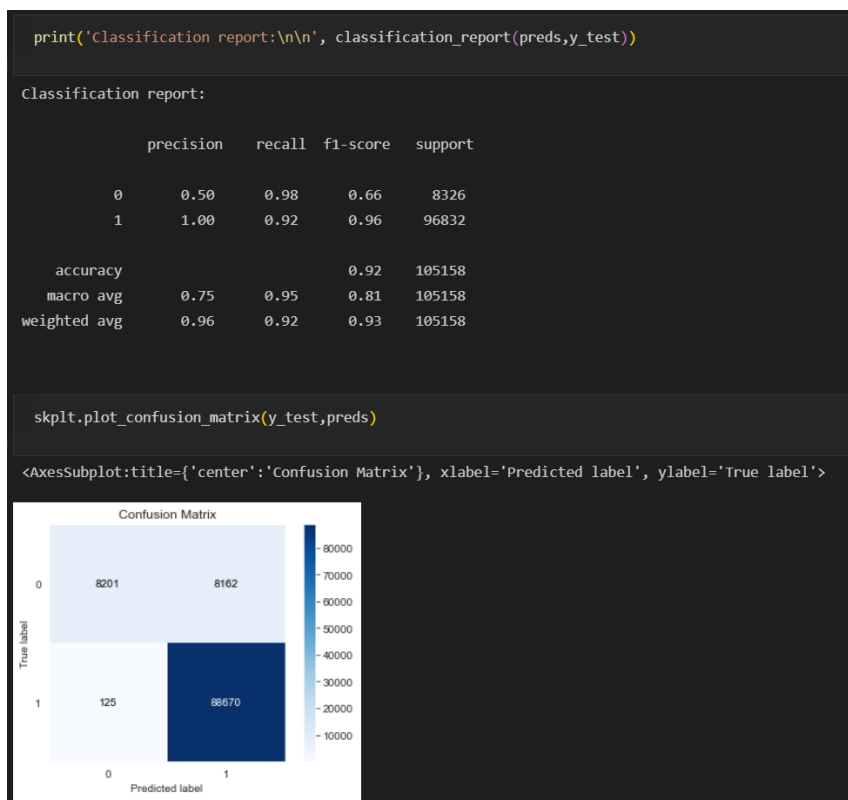 print('Classification report:\n\n', classification_report(preds,y_test))
Classification report:
precision recall f1-score support
0 0.50 0.98 0.66 8326
1 1.00 0.92 0.96 96832
accuracy 0.92 105158
macro avg 0.75 0.95 0.81 105158
weighted avg 0.96 0.92 0.93 105158
skplt.plot_confusion_matrix(y_test,preds)
<AxesSubplot:title={'center':'Confusion Matrix'}, xlabel='Predicted label', ylabel='True label'>
Confusion Matrix
True label
0 8201 8162
1 125 88670
0 1
Predicted label
80000
70000
60000
50000
40000
30000
20000
10000